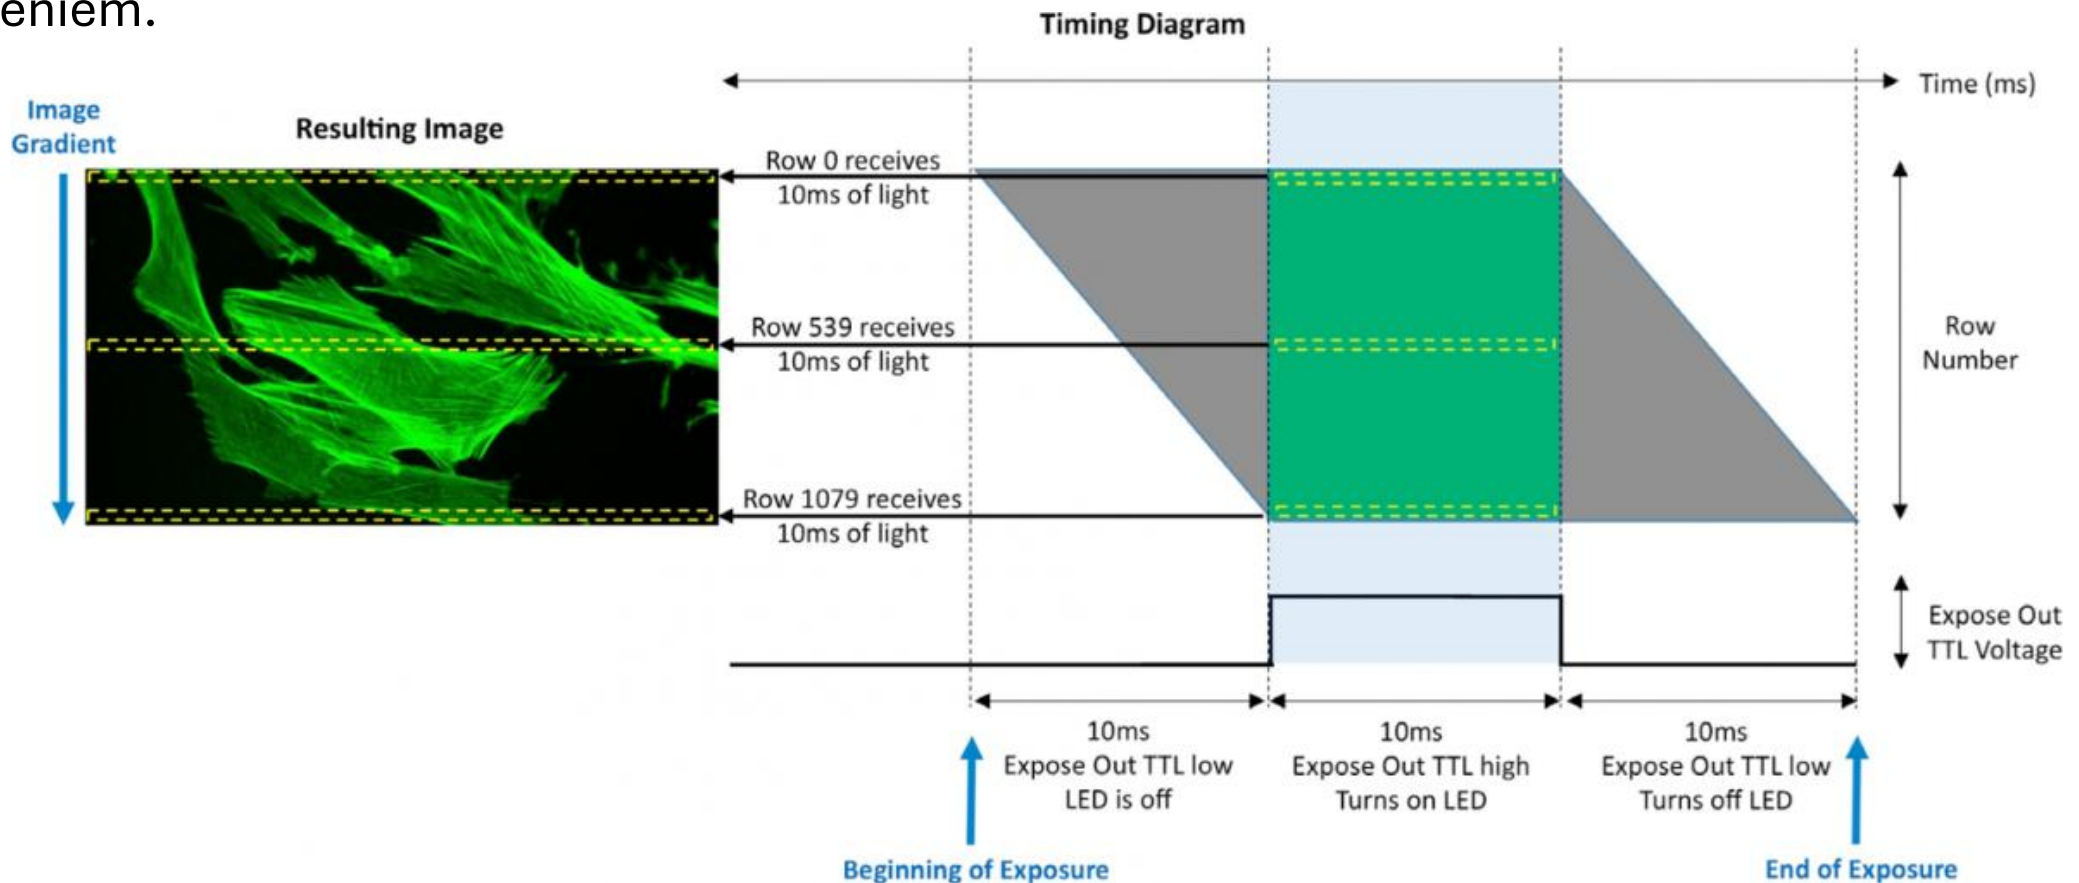 eniem.
Timing Diagram
Time (ms)
Image
Gradient
Resulting Image
Row 0 receives
10ms of light
Row 539 receives
10ms of light
Row
Number
Row 1079 receives
10ms of light
Expose Out
TTL Voltage
10ms
Expose Out TTL low
LED is off
10ms
Expose Out TTL high
Turns on LED
10ms
Expose Out TTL low
Turns off LED
Beginning of Exposure
End of Exposure